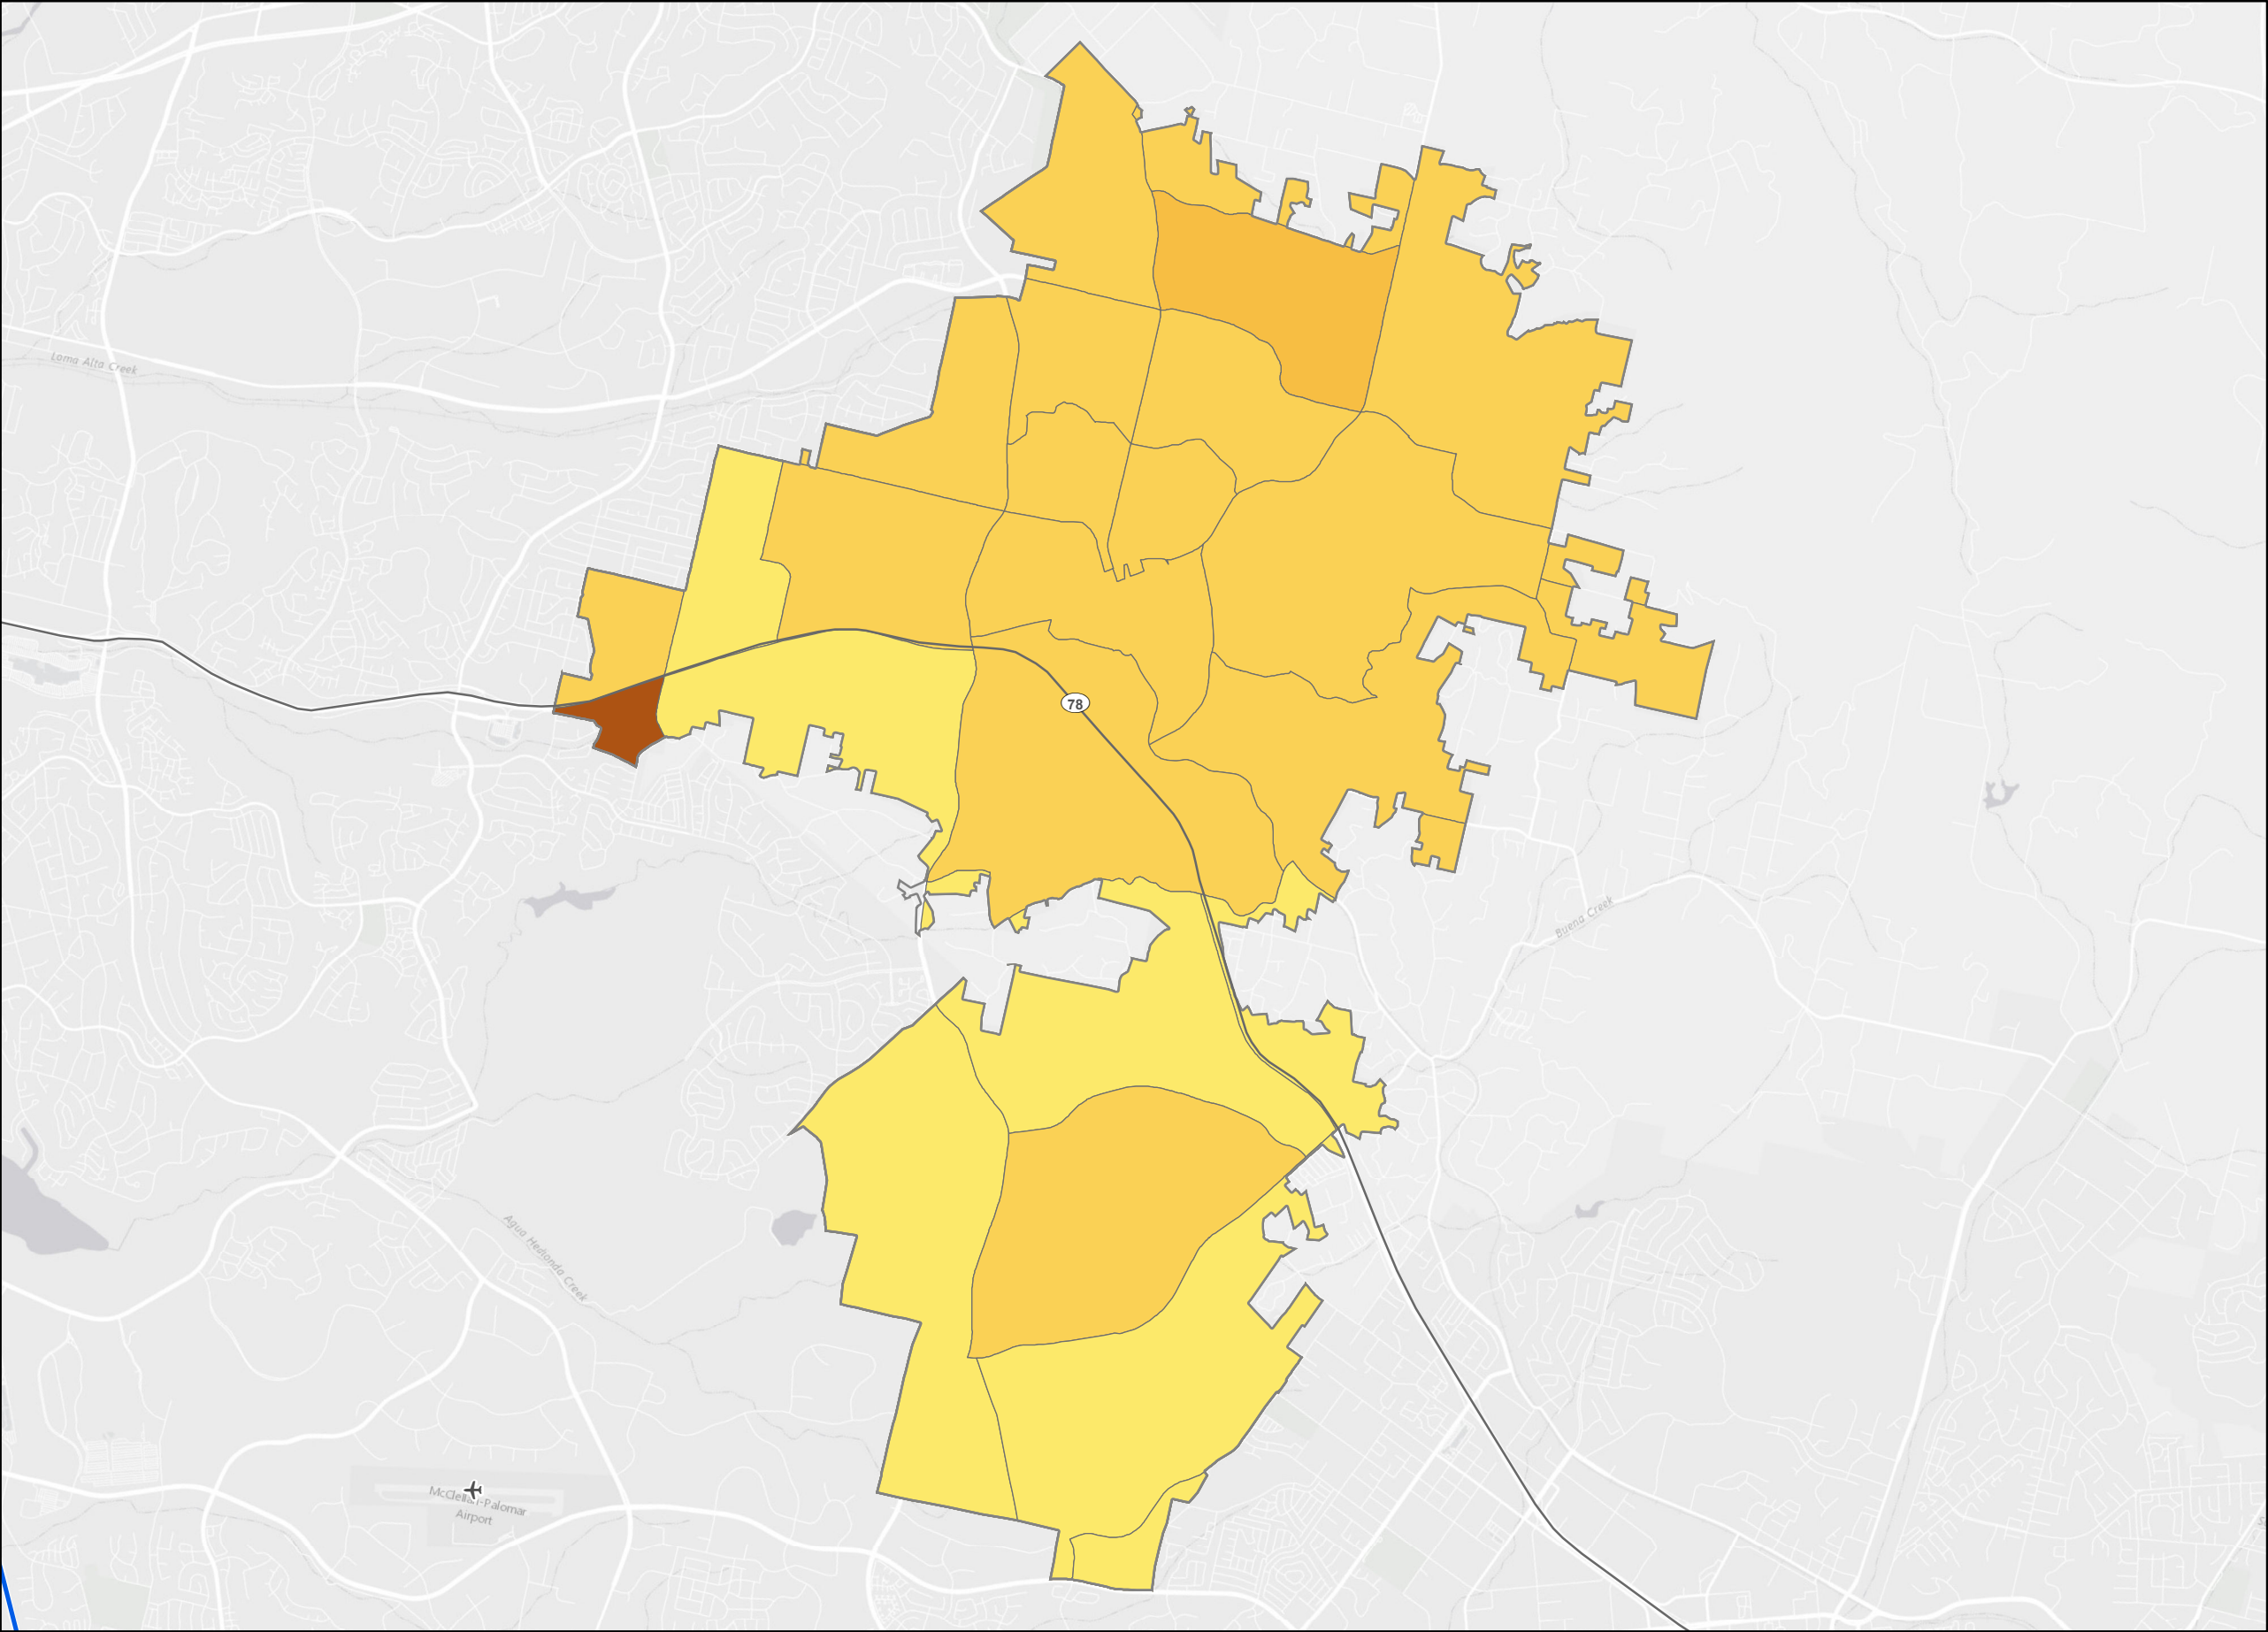 Loma Alta Creek
78
Buena Creek
Agua Hedionda Creek
McClellan-Palomar
Airport